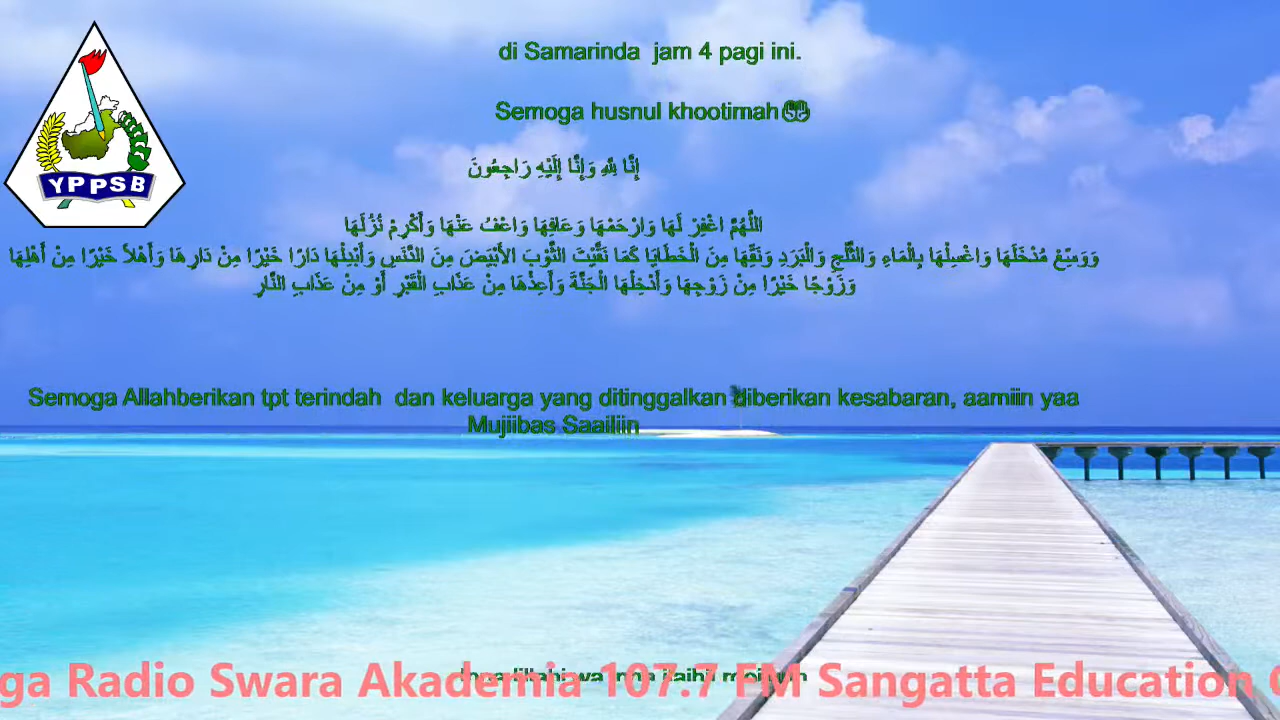 YPPSB
di Samarinda jam 4 pagi ini.
Semoga husnul khootimah
إِنَّا لِلَّهِ وَإِنَّا إِلَيْهِ رَاجِعُونَ
اللَّهُمَّ اغْفِرْ لَهَا وَارْحَمْهَا وَعَافِهَا وَاعْفُ عَنْهَا وَأَكْرِمْ نُزُلَهَا
وَوَسِّعْ مُدْخَلَهَا وَاغْسِلْهَا بِالْمَاءِ وَالثَّلْجِ وَالْبَرَدِ وَنَقِّهَا مِنَ الْخَطَايَا كَمَا نَقَّيْتَ الثَّوْبَ الأَبْيَضَ مِنَ الدَّنَسِ وَأَبْدِلْهَا دَارًا خَيْرًا مِنْ دَارِهَا وَأَهْلاً خَيْرًا مِنْ أَهْلِهَا
وَزَوْجًا خَيْرًا مِنْ زَوْجِهَا وَأَدْخِلْهَا الْجَنَّةَ وَأَعِذْهَا مِنْ عَذَابِ الْقَبْرِ أَوْ مِنْ عَذَابِ النَّارِ
Semoga Allahberikan tpt terindah dan keluarga yang ditinggalkan diberikan kesabaran, aamiin yaa
Mujiibas Saailiin
ga Radio Swara Akademia 107.7 FM Sangatta Education